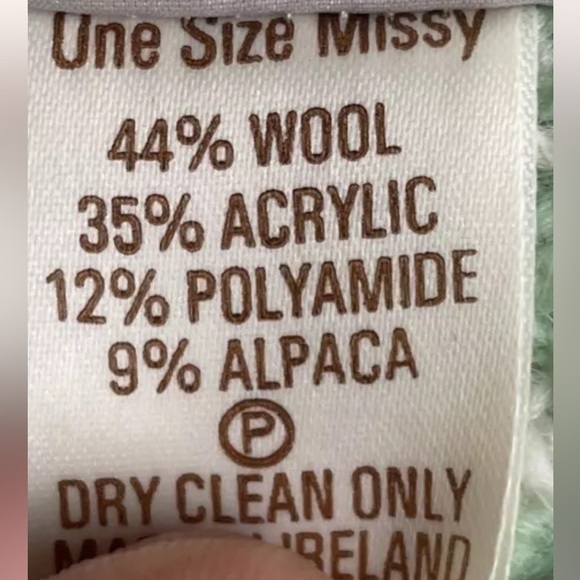 One Size Missy
44% WOOL
35% ACRYLIC
12% POLYAMIDE
9% ALPACA
P
DRY CLEAN ONLY
IRELAND